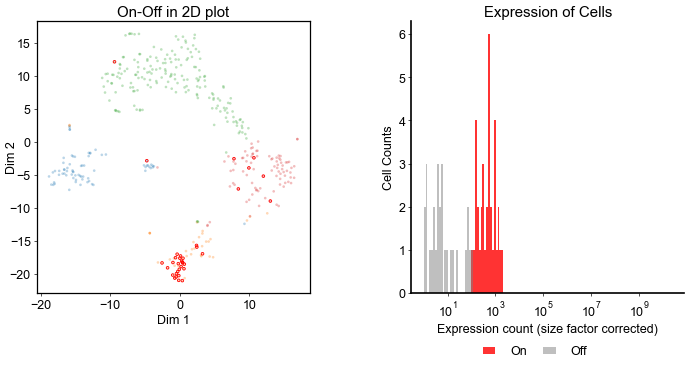 On-Off in 2D plot
Expression of Cells
15
10
5
0
−5
−10
−15
−20
Dim 2
−20 −10 0 10
Dim 1
6
5
4
3
2
1
0
Cell Counts
10^1 10^3 10^5 10^7 10^9
Expression count (size factor corrected)
On Off